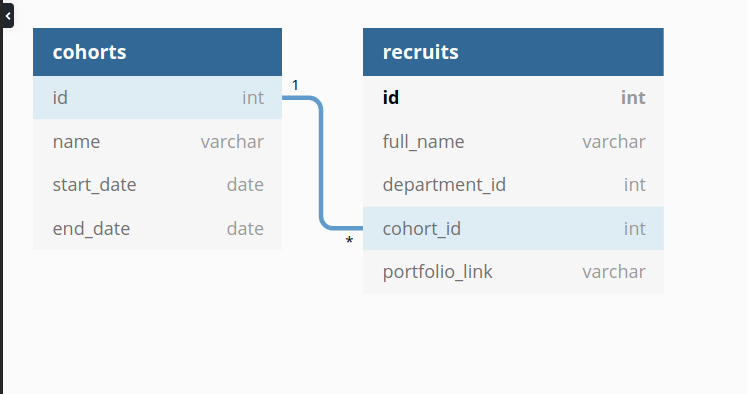 cohorts
id int
name varchar
start_date date
end_date date
1
*
recruits
id int
full_name varchar
department_id int
cohort_id int
portfolio_link varchar